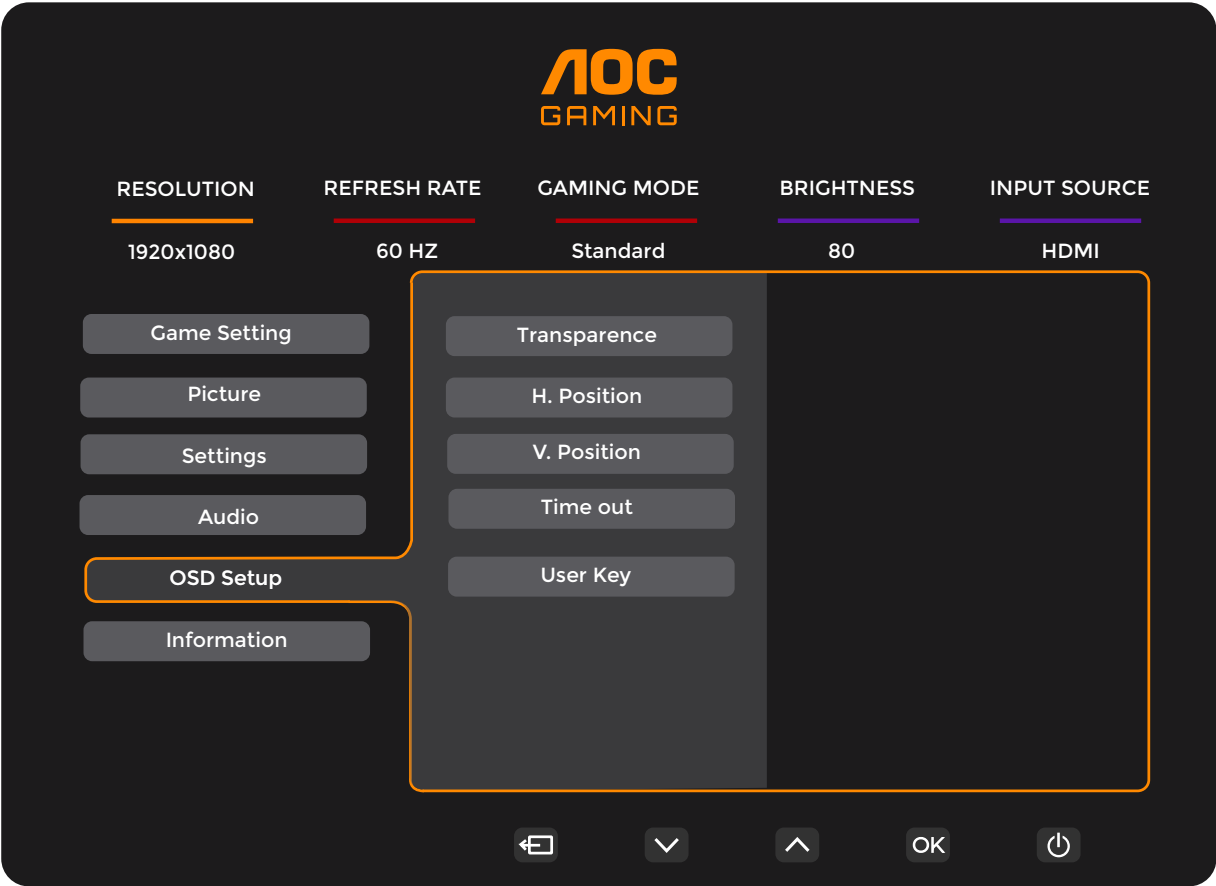 AOC
GAMING
RESOLUTION REFRESH RATE GAMING MODE BRIGHTNESS INPUT SOURCE
1920x1080 60 HZ Standard 80 HDMI
Game Setting
Picture
Settings
Audio
OSD Setup
Information
Transparence
H. Position
V. Position
Time out
User Key
OK